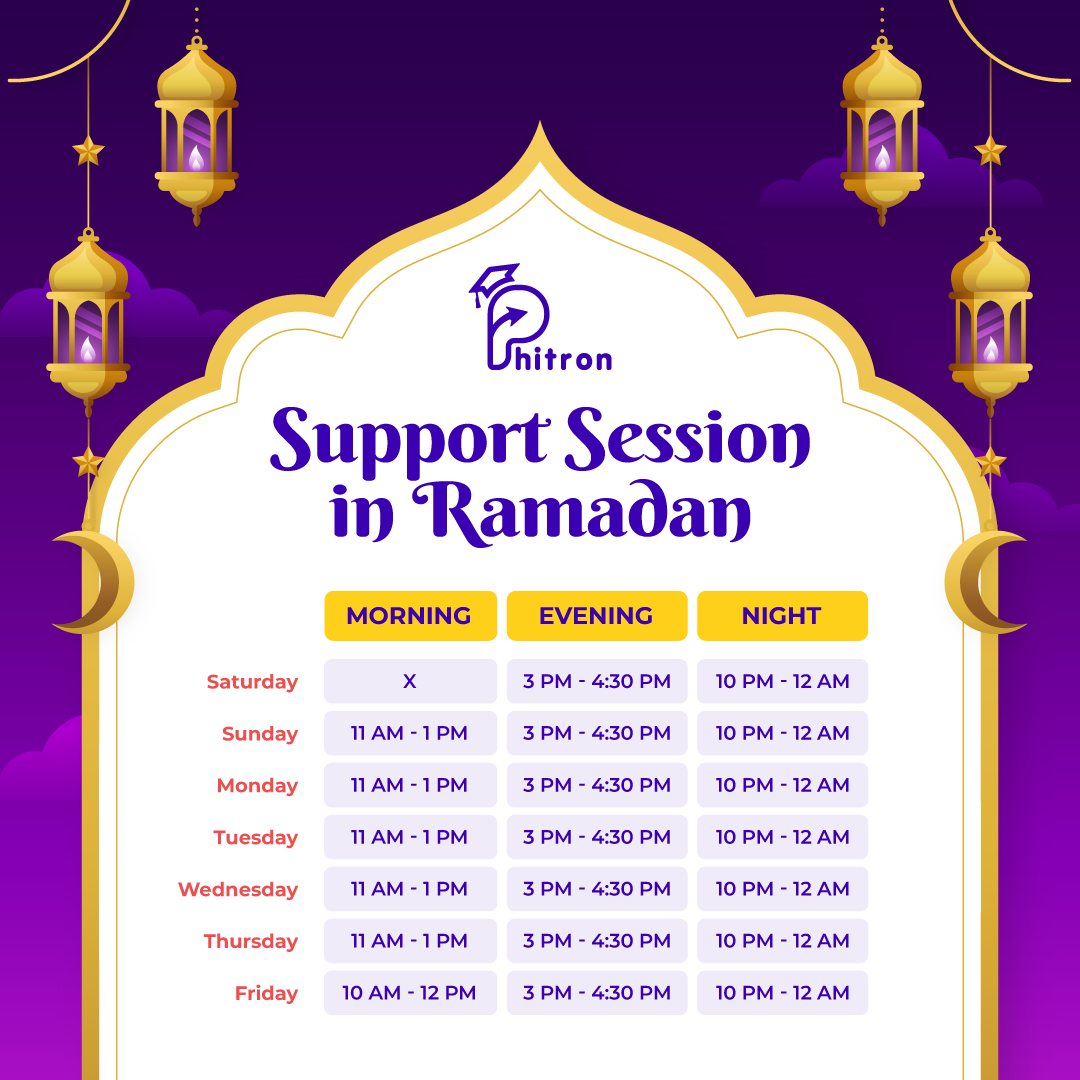 Phitron
Support Session
in Ramadan
MORNING EVENING NIGHT
Saturday X 3 PM - 4:30 PM 10 PM - 12 AM
Sunday 11 AM - 1 PM 3 PM - 4:30 PM 10 PM - 12 AM
Monday 11 AM - 1 PM 3 PM - 4:30 PM 10 PM - 12 AM
Tuesday 11 AM - 1 PM 3 PM - 4:30 PM 10 PM - 12 AM
Wednesday 11 AM - 1 PM 3 PM - 4:30 PM 10 PM - 12 AM
Thursday 11 AM - 1 PM 3 PM - 4:30 PM 10 PM - 12 AM
Friday 10 AM - 12 PM 3 PM - 4:30 PM 10 PM - 12 AM